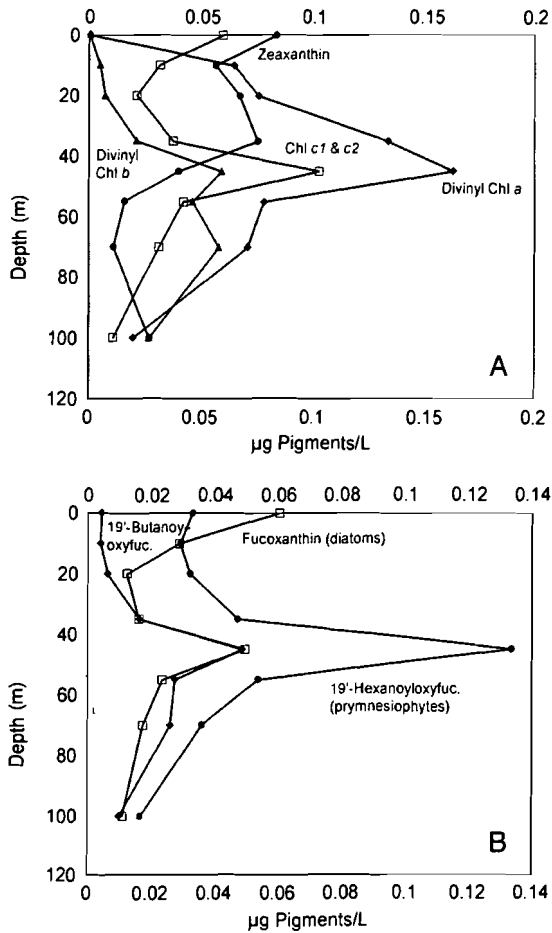 0 0.05 0.1 0.15 0.2
0
20
40
60
80
100
120
Depth (m)
Zeaxanthin
Divinyl
Chl b
Chl c1 & c2
Divinyl Chl a
A
0 0.05 0.1 0.15 0.2
µg Pigments/L
0 0.02 0.04 0.06 0.08 0.1 0.12 0.14
0
20
40
60
80
100
120
Depth (m)
19'-Butanoy-
oxyfuc.
Fucoxanthin (diatoms)
19'-Hexanoyloxyfuc.
(prymnesiophytes)
B
0 0.02 0.04 0.06 0.08 0.1 0.12 0.14
µg Pigments/L